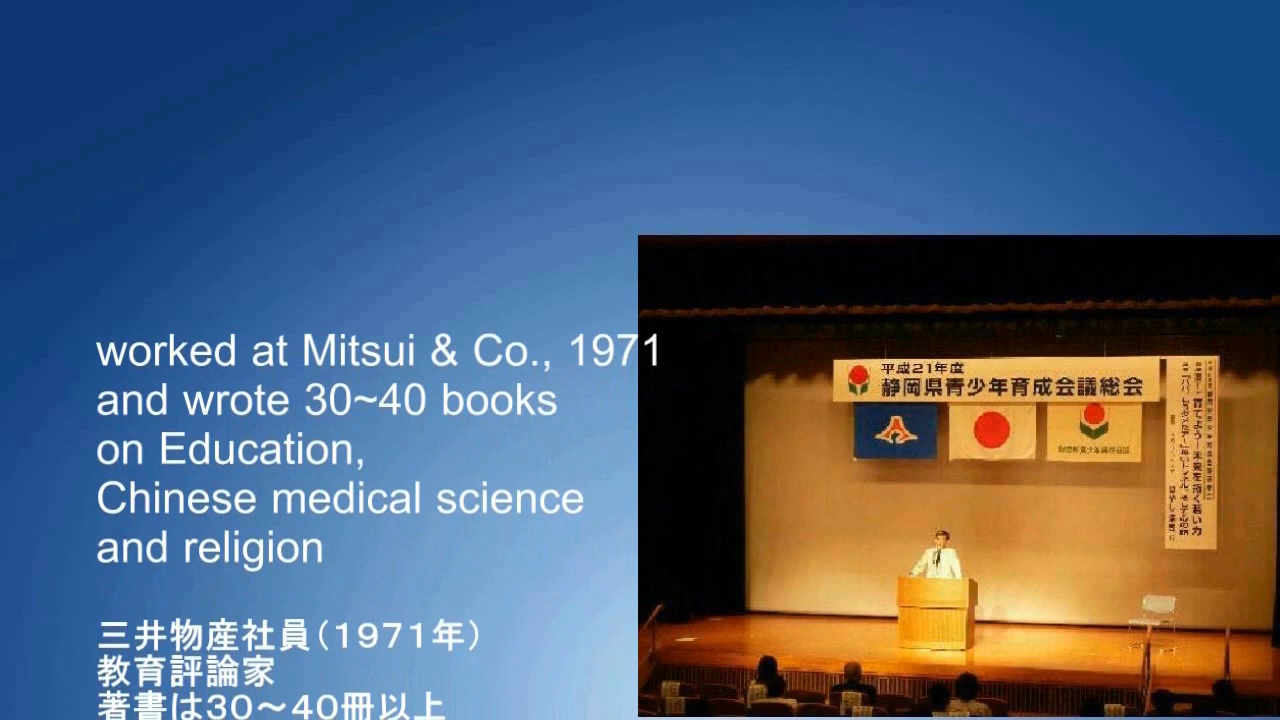 worked at Mitsui & Co., 1971
and wrote 30~40 books
on Education,
Chinese medical science
and religion
三井物産社員(1971年)
教育評論家
著書は30~40冊以上
平成21年度
静岡県青少年育成会議総会